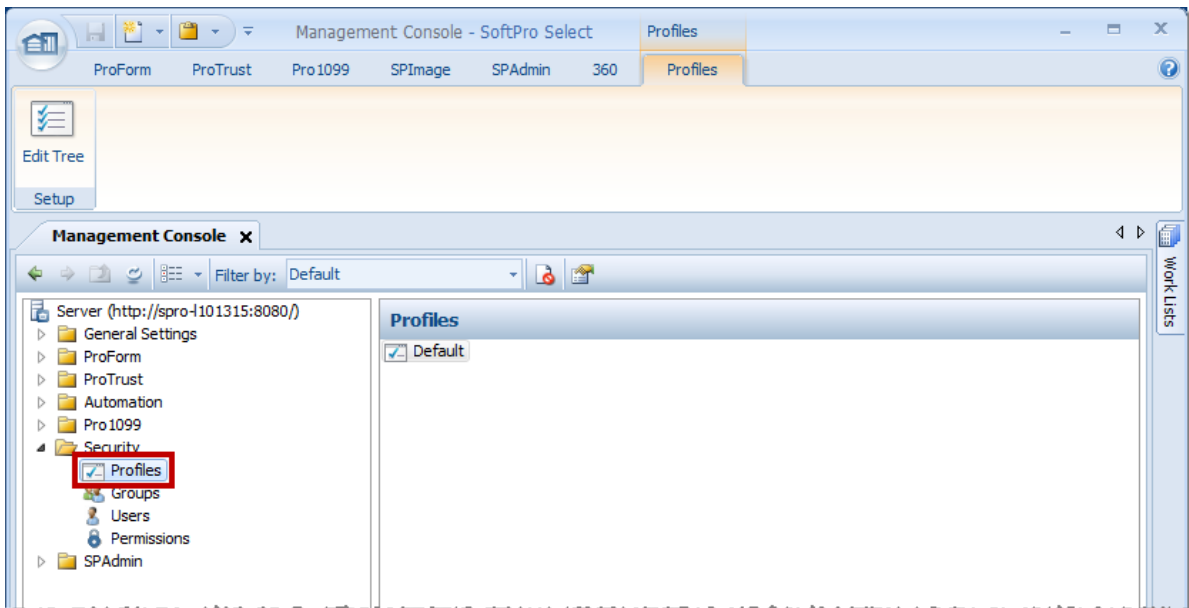 Management Console - SoftPro Select
Profiles
ProForm ProTrust Pro1099 SPImage SPAdmin 360 Profiles
Edit Tree
Setup
Management Console
Filter by: Default
Work Lists
Server (http://spro-l101315:8080/)
General Settings
ProForm
ProTrust
Automation
Pro1099
Security
Profiles
Groups
Users
Permissions
SPAdmin
Profiles
Default